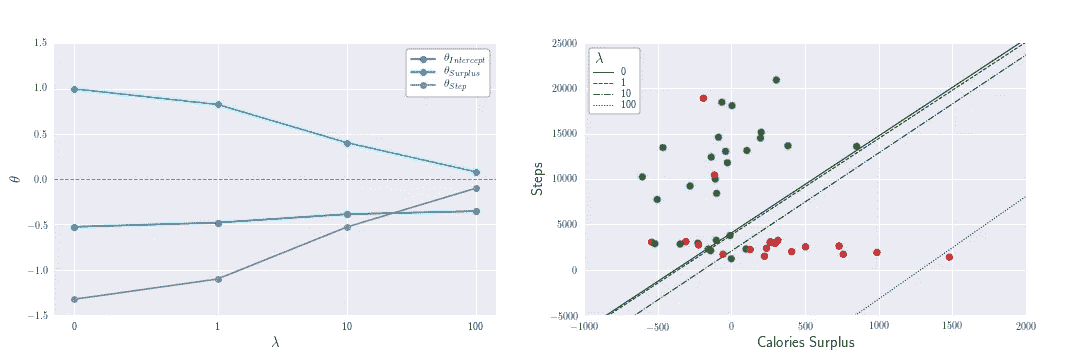 1.5
1.0
0.5
0.0
−0.5
−1.0
−1.5
θ
0 1 10 100
λ
θIntercept
θSurplus
θStep
25000
20000
15000
10000
5000
0
−5000
Steps
−1000 −500 0 500 1000 1500 2000
Calories Surplus
λ
0
1
10
100